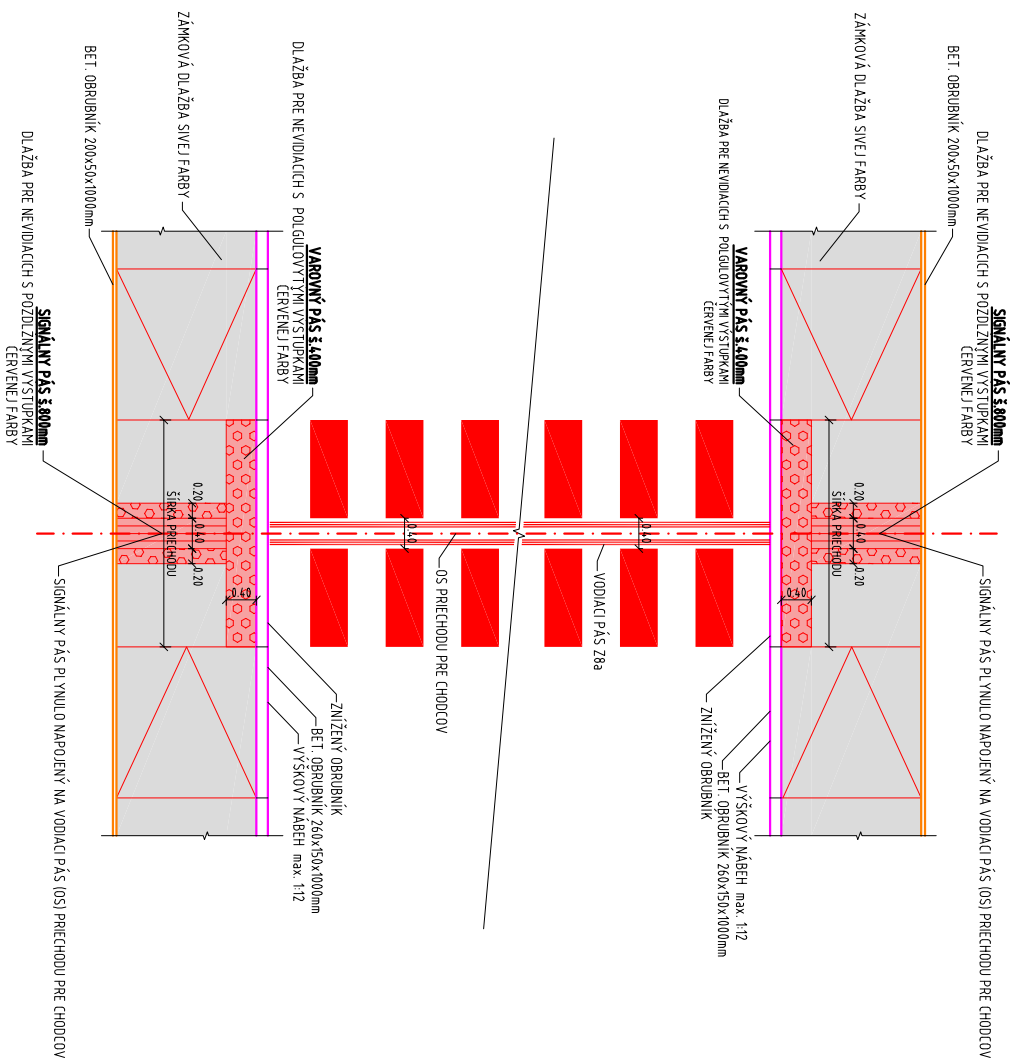 SIGNÁLNY PÁS š.800mm
DLAŽBA PRE NEVIDIACICH S POZDLŽNYMI VÝSTUPKAMI
ČERVENEJ FARBY
BET. OBRUBNÍK 200x50x1000mm
ZÁMKOVÁ DLAŽBA SIVEJ FARBY
VAROVNÝ PÁS š.400mm
DLAŽBA PRE NEVIDIACICH S POLGULOVYTÝMI VÝSTUPKAMI
ČERVENEJ FARBY
0.20
0.40
0.20
ŠÍRKA PRIECHODU
0.40
SIGNÁLNY PÁS PLYNULO NAPOJENÝ NA VODIACI PÁS (OS) PRIECHODU PRE CHODCOV
VÝŠKOVÝ NÁBEH max. 1:12
BET. OBRUBNÍK 260x150x1000mm
ZNÍŽENÝ OBRUBNÍK
0.40
VODIACI PÁS Z8a
OS PRIECHODU PRE CHODCOV
0.40
ZNÍŽENÝ OBRUBNÍK
BET. OBRUBNÍK 260x150x1000mm
VÝŠKOVÝ NÁBEH max. 1:12
VAROVNÝ PÁS š.400mm
DLAŽBA PRE NEVIDIACICH S POLGULOVYTÝMI VÝSTUPKAMI
ČERVENEJ FARBY
ZÁMKOVÁ DLAŽBA SIVEJ FARBY
BET. OBRUBNÍK 200x50x1000mm
0.20
0.40
0.20
ŠÍRKA PRIECHODU
0.40
SIGNÁLNY PÁS š.800mm
DLAŽBA PRE NEVIDIACICH S POZDLŽNYMI VÝSTUPKAMI
ČERVENEJ FARBY
SIGNÁLNY PÁS PLYNULO NAPOJENÝ NA VODIACI PÁS (OS) PRIECHODU PRE CHODCOV